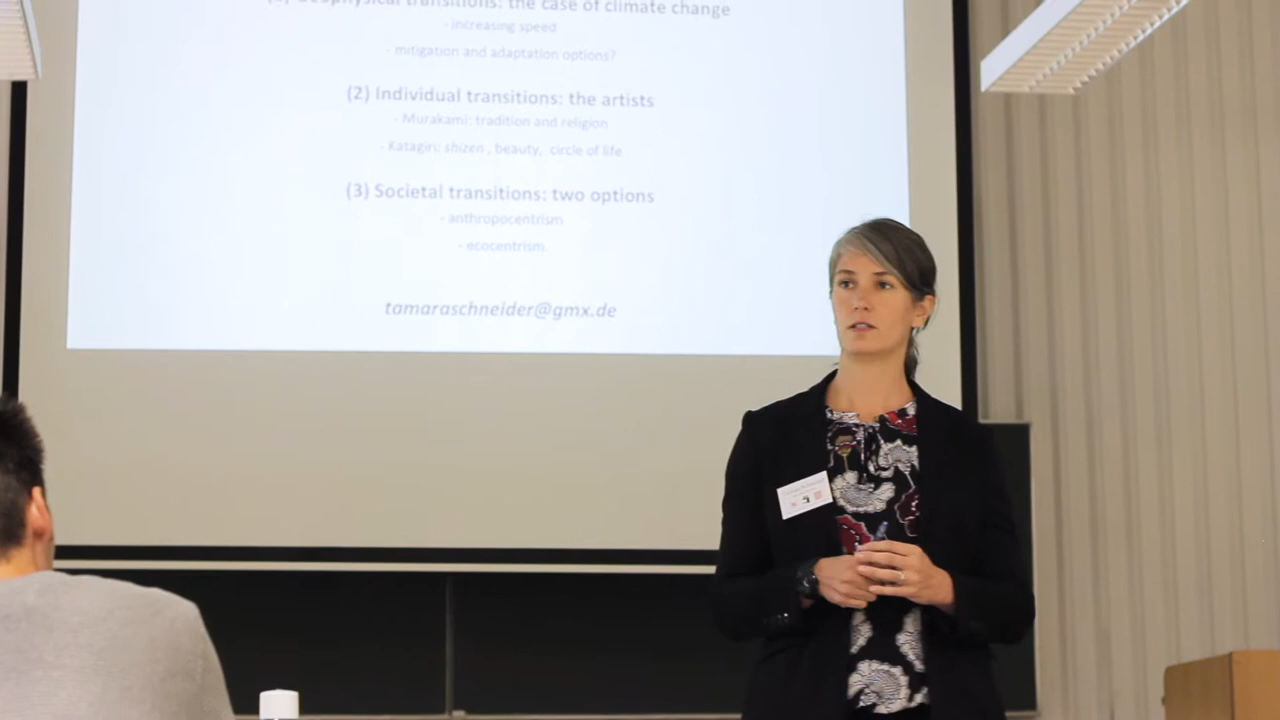 (1) Geophysical transitions: the case of climate change
- increasing speed
- mitigation and adaptation options?
(2) Individual transitions: the artists
- Murakami: tradition and religion
- Katagiri: shizen , beauty, circle of life
(3) Societal transitions: two options
- anthropocentrism
- ecocentrism
tamaraschneider@gmx.de